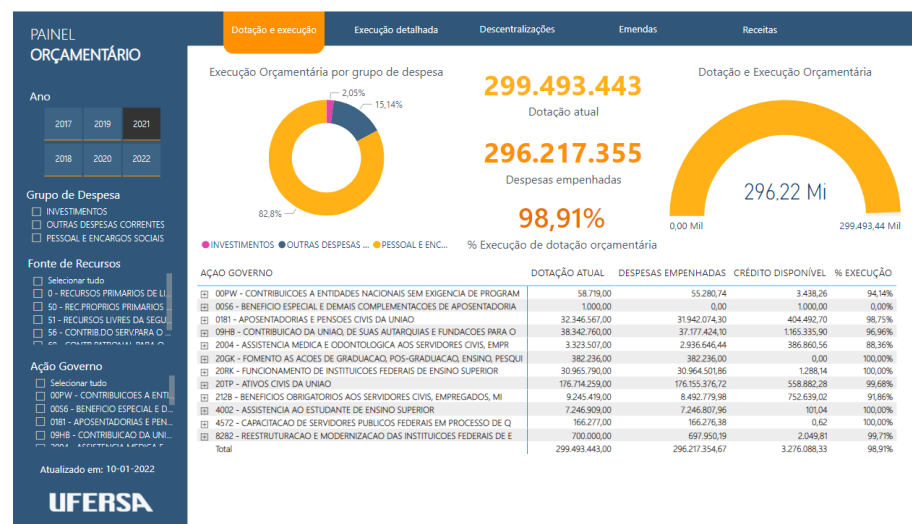 PAINEL
ORÇAMENTÁRIO
Ano
2017 2019 2021
2018 2020 2022
Grupo de Despesa
INVESTIMENTOS
OUTRAS DESPESAS CORRENTES
PESSOAL E ENCARGOS SOCIAIS
Fonte de Recursos
Selecionar tudo
0 - RECURSOS PRIMARIOS DE LI...
50 - REC.PROPRIOS PRIMARIOS ...
51 - RECURSOS LIVRES DA SEGU...
56 - CONTRIB.DO SERV.PARA O ...
Ação Governo
Selecionar tudo
00PW - CONTRIBUICOES A ENTI...
00S6 - BENEFICIO ESPECIAL E D...
0181 - APOSENTADORIAS E PEN...
09HB - CONTRIBUICAO DA UNI...
Atualizado em: 10-01-2022
UFERSA
Dotação e execução Execução detalhada Descentralizações Emendas Receitas
Execução Orçamentária por grupo de despesa
2,05%
15,14%
82,8%
INVESTIMENTOS OUTRAS DESPESAS ... PESSOAL E ENC...
299.493.443
Dotação atual
296.217.355
Despesas empenhadas
98,91%
% Execução de dotação orçamentária
Dotação e Execução Orçamentária
296,22 Mi
0,00 Mil 299.493,44 Mil
AÇAO GOVERNO DOTAÇÃO ATUAL DESPESAS EMPENHADAS CRÉDITO DISPONÍVEL % EXECUÇÃO
00PW - CONTRIBUICOES A ENTIDADES NACIONAIS SEM EXIGENCIA DE PROGRAM 58.719,00 55.280,74 3.438,26 94,14%
00S6 - BENEFICIO ESPECIAL E DEMAIS COMPLEMENTACOES DE APOSENTADORIA 1.000,00 0,00 1.000,00 0,00%
0181 - APOSENTADORIAS E PENSOES CIVIS DA UNIAO 32.346.567,00 31.942.074,30 404.492,70 98,75%
09HB - CONTRIBUICAO DA UNIAO, DE SUAS AUTARQUIAS E FUNDACOES PARA O 38.342.760,00 37.177.424,10 1.165.335,90 96,96%
2004 - ASSISTENCIA MEDICA E ODONTOLOGICA AOS SERVIDORES CIVIS, EMPR 3.323.507,00 2.936.646,44 386.860,56 88,36%
20GK - FOMENTO AS ACOES DE GRADUACAO, POS-GRADUACAO, ENSINO, PESQUI 382.236,00 382.236,00 0,00 100,00%
20RK - FUNCIONAMENTO DE INSTITUICOES FEDERAIS DE ENSINO SUPERIOR 30.965.790,00 30.964.501,86 1.288,14 100,00%
20TP - ATIVOS CIVIS DA UNIAO 176.714.259,00 176.155.376,72 558.882,28 99,68%
212B - BENEFICIOS OBRIGATORIOS AOS SERVIDORES CIVIS, EMPREGADOS, MI 9.245.419,00 8.492.779,98 752.639,02 91,86%
4002 - ASSISTENCIA AO ESTUDANTE DE ENSINO SUPERIOR 7.246.909,00 7.246.807,96 101,04 100,00%
4572 - CAPACITACAO DE SERVIDORES PUBLICOS FEDERAIS EM PROCESSO DE Q 166.277,00 166.276,38 0,62 100,00%
8282 - REESTRUTURACAO E MODERNIZACAO DAS INSTITUICOES FEDERAIS DE E 700.000,00 697.950,19 2.049,81 99,71%
Total 299.493.443,00 296.217.354,67 3.276.088,33 98,91%